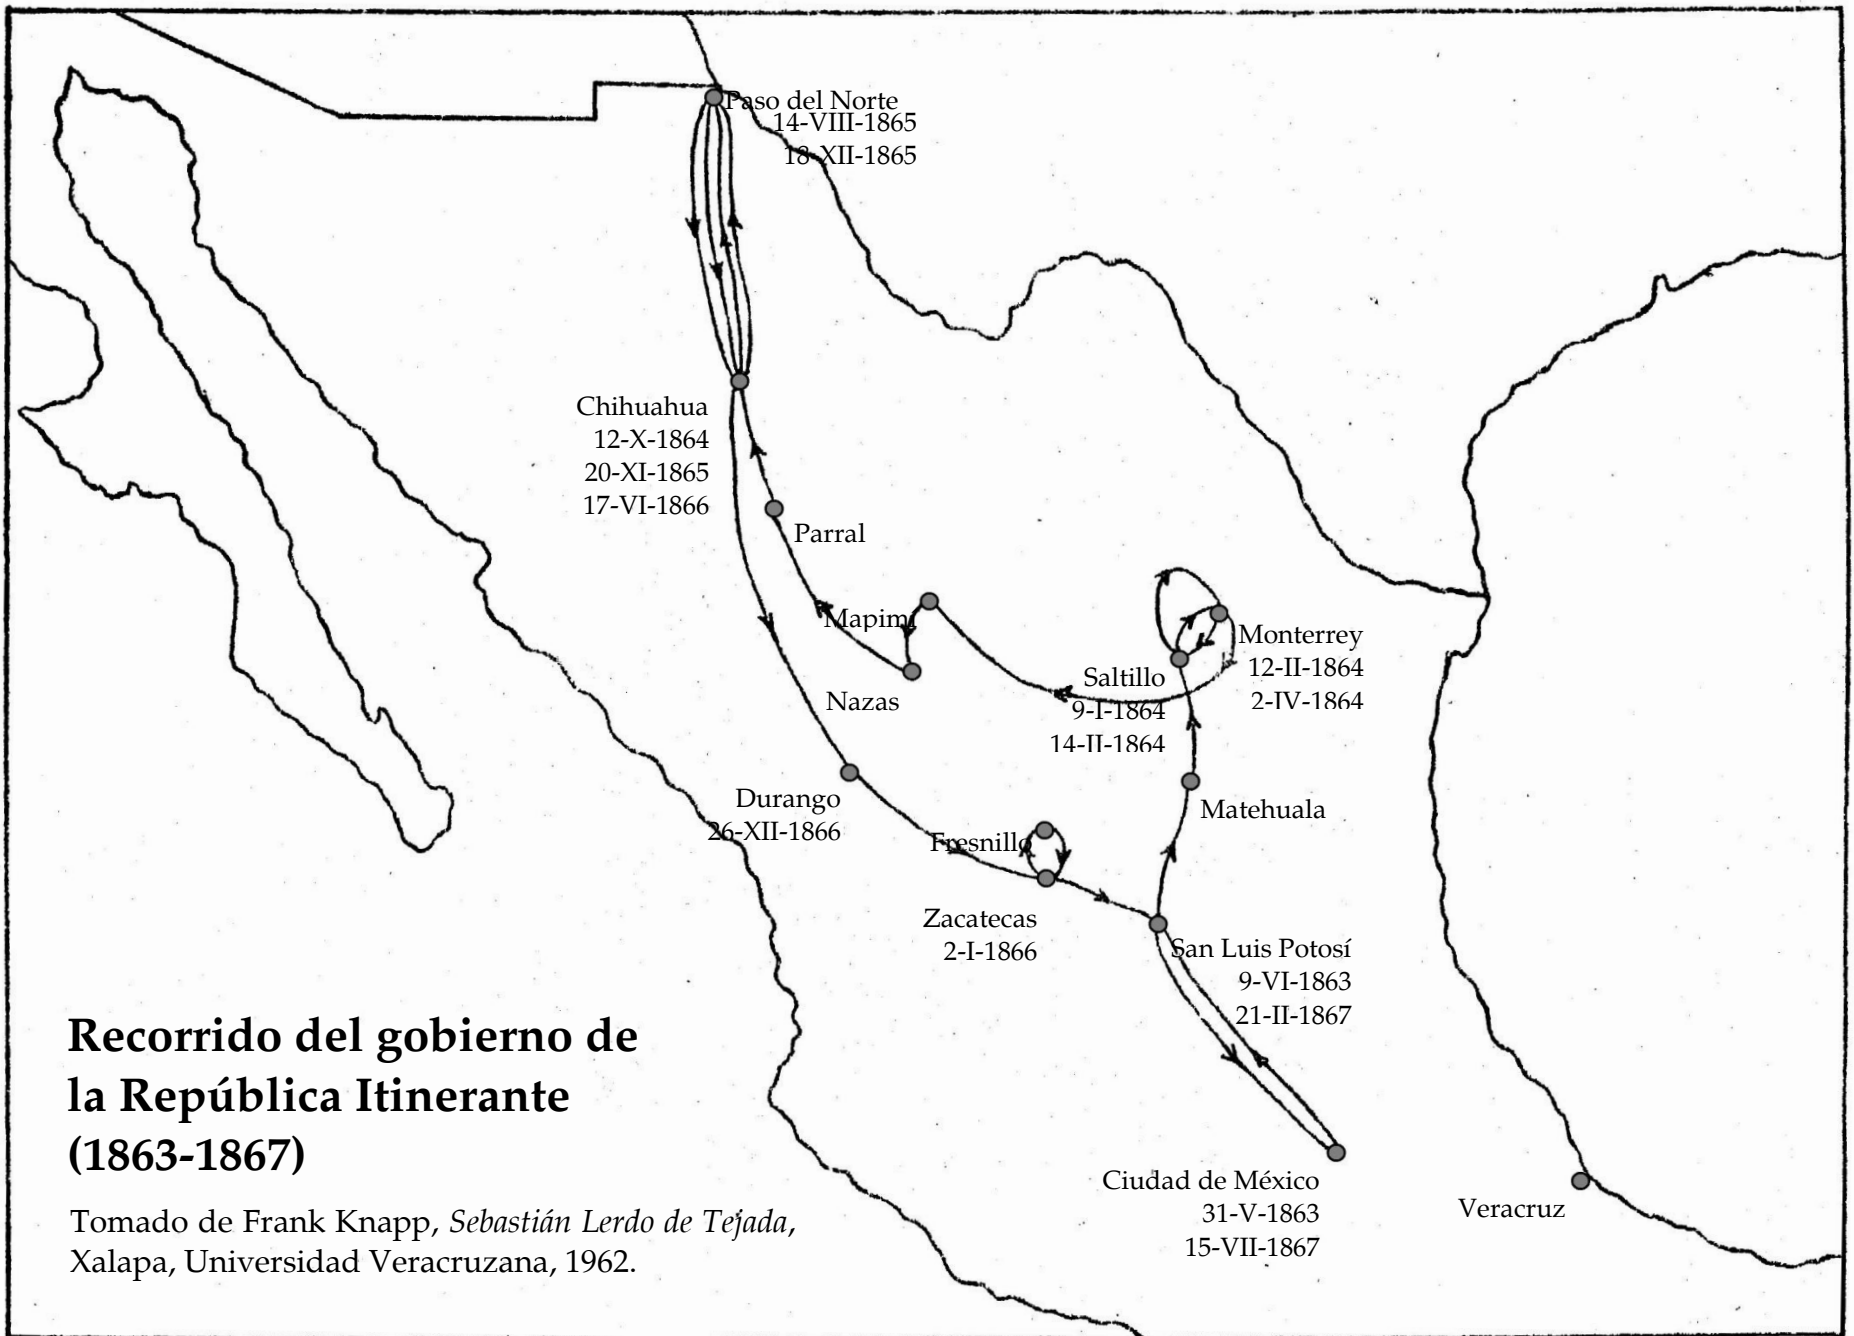 Paso del Norte
14-VIII-1865
18-XII-1865
Chihuahua
12-X-1864
20-XI-1865
17-VI-1866
Parral
Mapimí
Nazas
Monterrey
12-II-1864
2-IV-1864
Saltillo
9-I-1864
14-II-1864
Durango
26-XII-1866
Matehuala
Fresnillo
Zacatecas
2-I-1866
San Luis Potosí
9-VI-1863
21-II-1867
Ciudad de México
31-V-1863
15-VII-1867
Veracruz
Recorrido del gobierno de
la República Itinerante
(1863-1867)
Tomado de Frank Knapp, Sebastián Lerdo de Tejada,
Xalapa, Universidad Veracruzana, 1962.